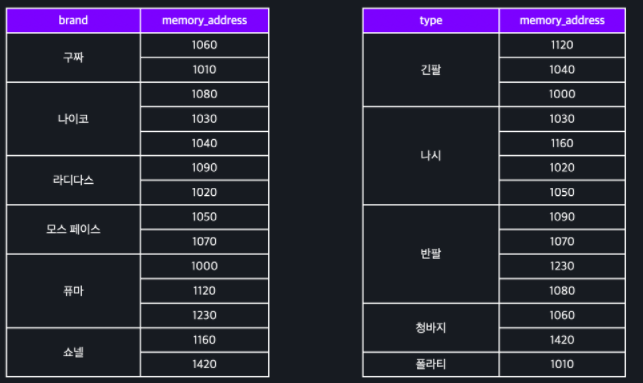 brand memory_address
구짜 1060
1010
나이코 1080
1030
1040
라디다스 1090
1020
모스 페이스 1050
1070
퓨마 1000
1120
1230
쇼넬 1160
1420
type memory_address
긴팔 1120
1040
1000
나시 1030
1160
1020
1050
반팔 1090
1070
1230
1080
청바지 1060
1420
폴라티 1010